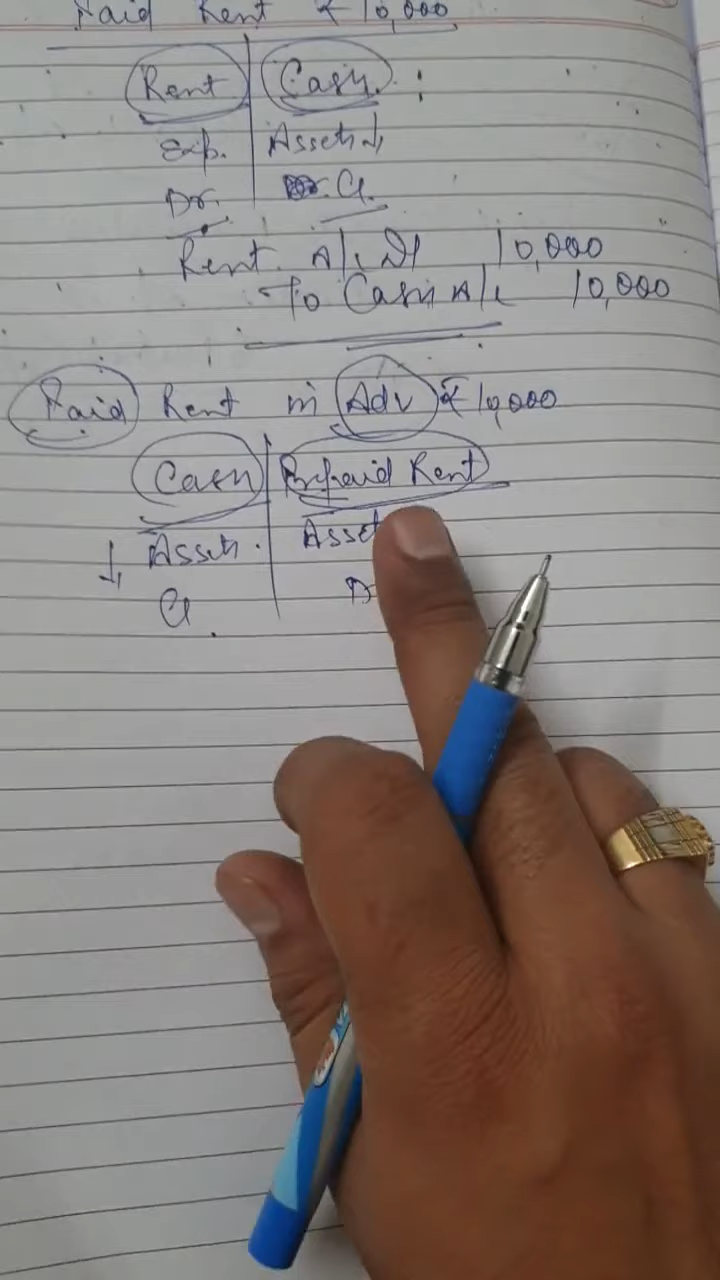 Paid Rent ₹ 10,000
Rent Cash :
Exp. Asset ↓
Dr. Cr.
Rent A/c Dr 10,000
To Cash A/c 10,000
Paid Rent in Adv ₹ 10,000
Cash Prepaid Rent
↓ Asset. Asset
Cr. D